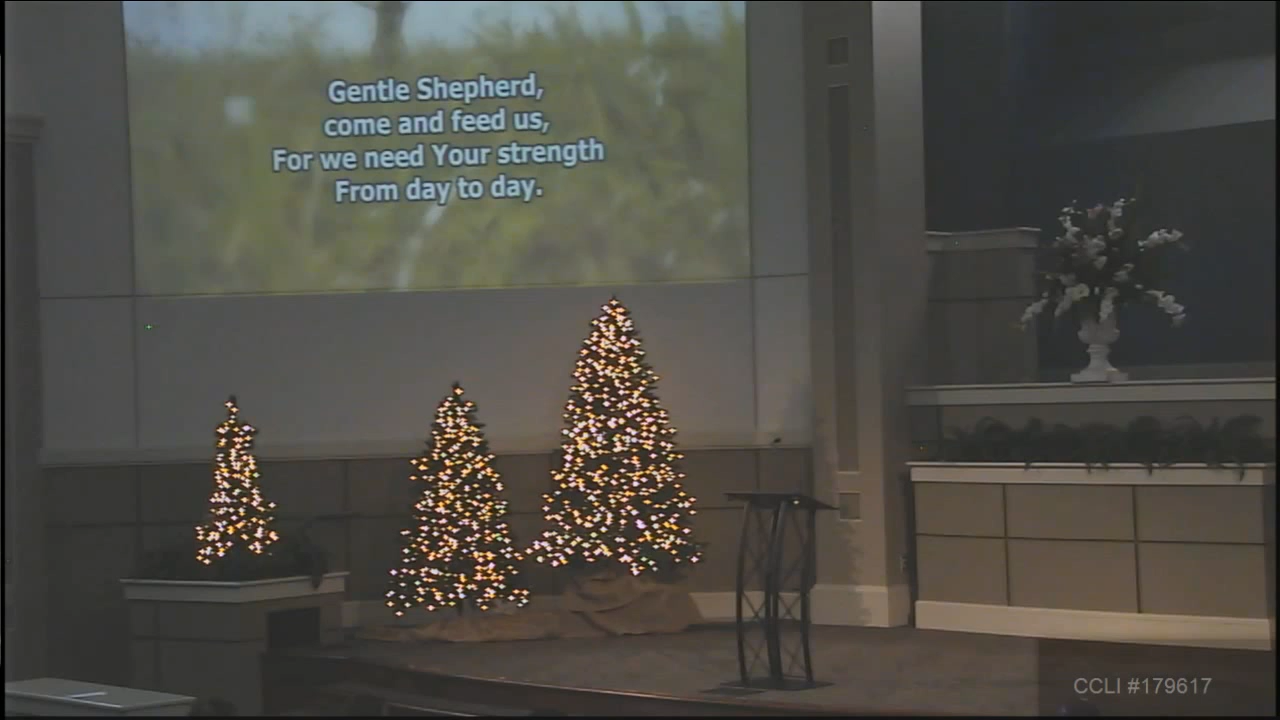 Gentle Shepherd,
come and feed us,
For we need Your strength
From day to day.
CCLI #179617